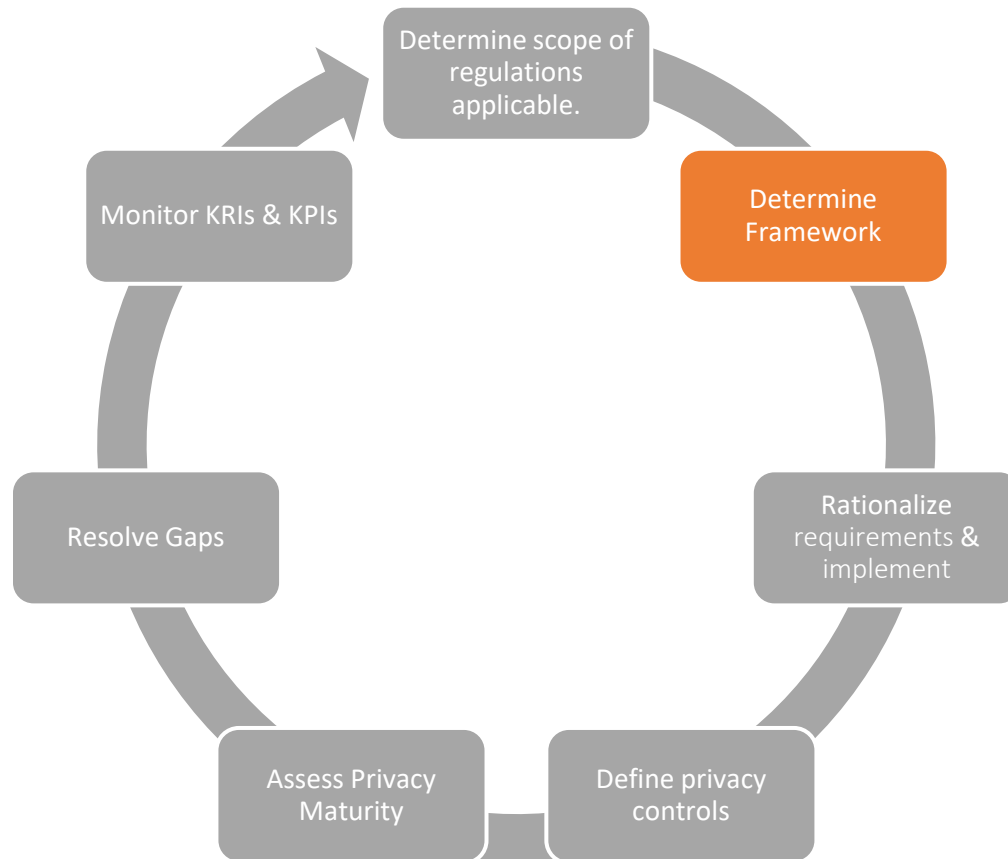 Determine scope of
regulations
applicable.
Determine
Framework
Rationalize
requirements &
implement
Define privacy
controls
Assess Privacy
Maturity
Resolve Gaps
Monitor KRIs & KPIs